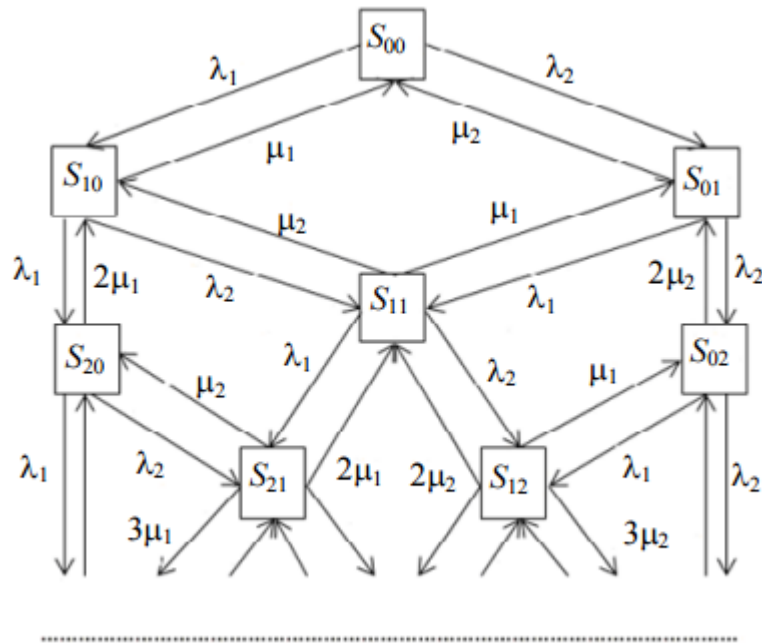 S₀₀
λ₁ λ₂
μ₁ μ₂
S₁₀ S₀₁
μ₂ μ₁
λ₁ 2μ₁ λ₂ S₁₁ λ₁ 2μ₂ λ₂
S₂₀ μ₂ λ₁ λ₂ μ₁ S₀₂
λ₁ λ₂ S₂₁ 2μ₁ 2μ₂ S₁₂ λ₁ λ₂
3μ₁ 3μ₂